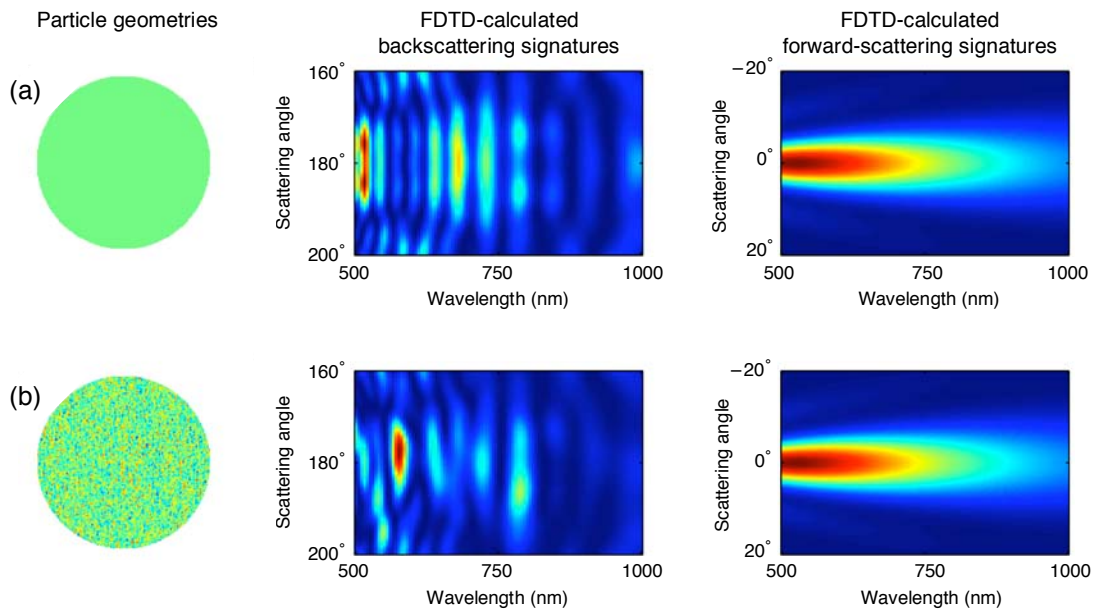 Particle geometries
FDTD-calculated
backscattering signatures
FDTD-calculated
forward-scattering signatures
(a)
160°
180°
200°
Scattering angle
500
750
1000
Wavelength (nm)
−20°
0°
20°
Scattering angle
500
750
1000
Wavelength (nm)
(b)
160°
180°
200°
Scattering angle
500
750
1000
Wavelength (nm)
−20°
0°
20°
Scattering angle
500
750
1000
Wavelength (nm)